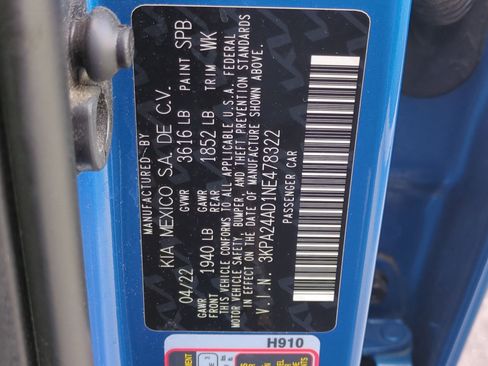 MANUFACTURED BY
KIA MEXICO S.A. DE C.V.
04/22 GVWR 3616 LB PAINT SPB
GAWR FRONT 1940 LB GAWR REAR 1852 LB TRIM WK
THIS VEHICLE CONFORMS TO ALL APPLICABLE U.S.A. FEDERAL
MOTOR VEHICLE SAFETY, BUMPER, AND THEFT PREVENTION STANDARDS
IN EFFECT ON THE DATE OF MANUFACTURE SHOWN ABOVE.
V.I.N. 3KPA24AD1NE478322
PASSENGER CAR
H910